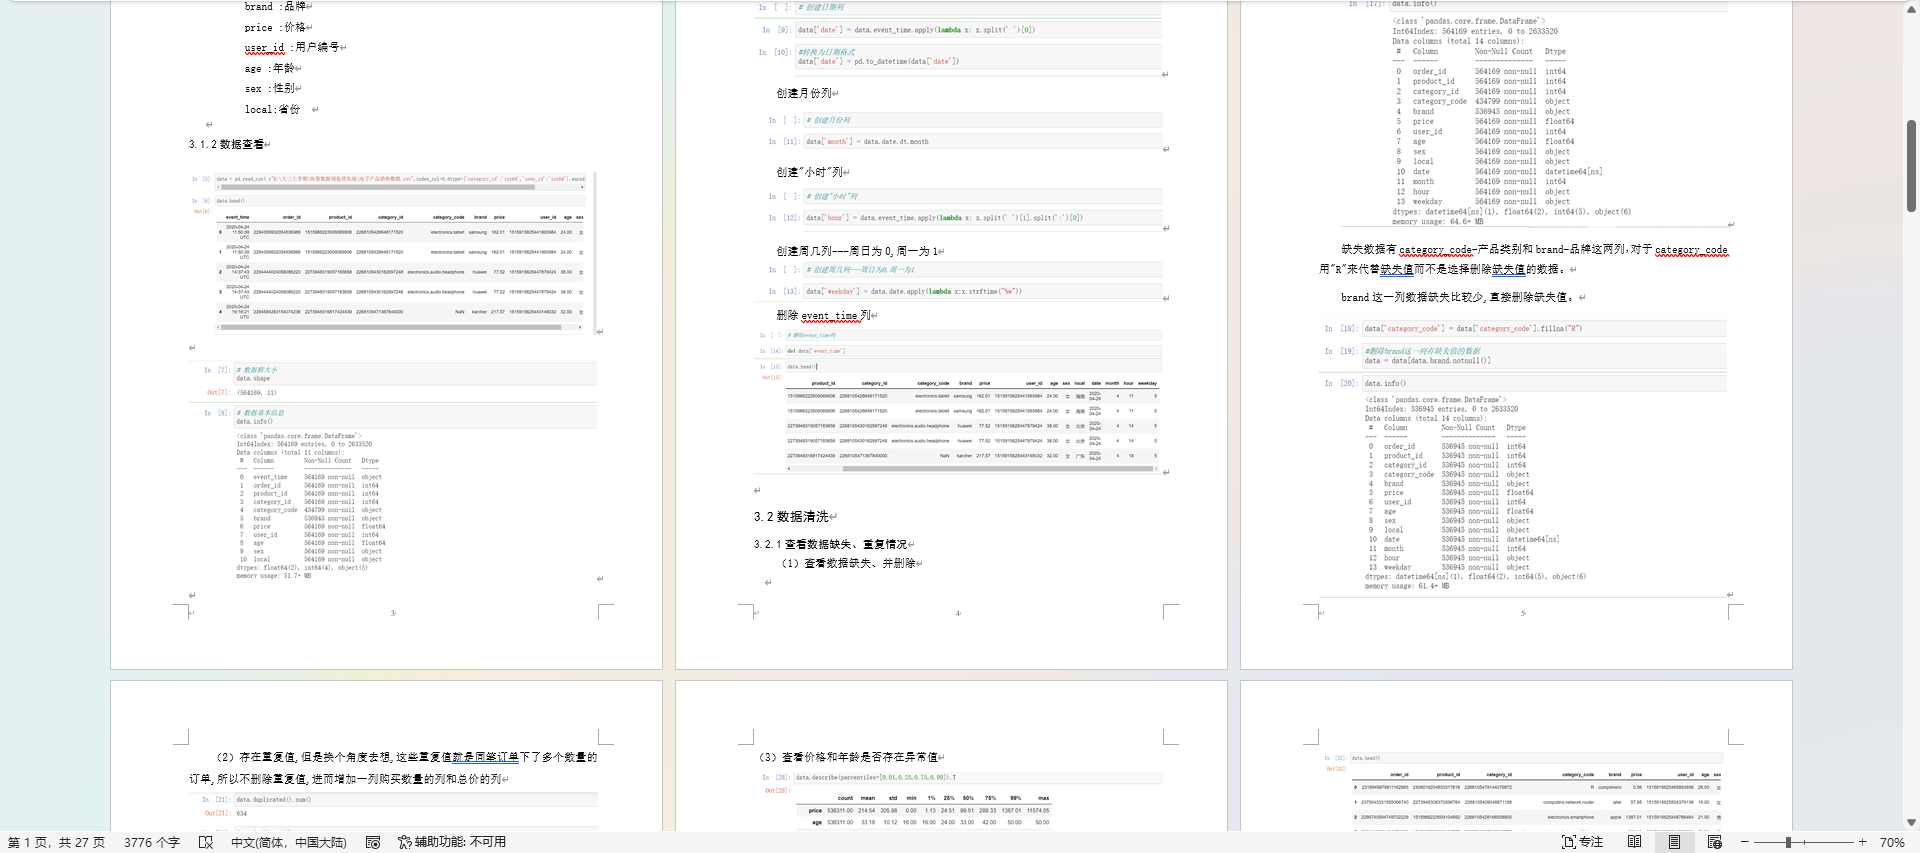 brand :品牌
price :价格
user_id :用户编号
age :年龄
sex :性别
local:省份
3.1.2 数据查看
data.head()
event_time order_id product_id category_id category_code brand price user_id age sex
In [7]: # 数据框大小
data.shape
Out[7]: (564169, 11)
In [8]: # 数据基本信息
data.info()
<class 'pandas.core.frame.DataFrame'>
Int64Index: 564169 entries, 0 to 2633520
Data columns (total 11 columns):
# Column Non-Null Count Dtype
0 event_time 564169 non-null object
1 order_id 564169 non-null int64
2 product_id 564169 non-null int64
3 category_id 564169 non-null int64
4 category_code 434799 non-null object
5 brand 536945 non-null object
6 price 564169 non-null float64
7 user_id 564169 non-null int64
8 age 564169 non-null float64
9 sex 564169 non-null object
10 local 564169 non-null object
dtypes: float64(2), int64(4), object(5)
memory usage: 51.7+ MB
3
In [ ]: # 创建日期列
In [9]: data['date'] = data.event_time.apply(lambda x: x.split(' ')[0])
In [10]: #转换为日期格式
data['date'] = pd.to_datetime(data['date'])
创建月份列
In [ ]: # 创建月份列
In [11]: data['month'] = data.date.dt.month
创建"小时"列
In [ ]: # 创建"小时"列
In [12]: data['hour'] = data.event_time.apply(lambda x: x.split(' ')[1].split(':')[0])
创建周几列---周日为 0,周一为 1
In [ ]: # 创建周几列---周日为0,周一为1
In [13]: data['weekday'] = data.date.apply(lambda x:x.strftime("%w"))
删除 event_time 列
In [ ]: # 删除event_time列
In [14]: del data['event_time']
In [15]: data.head()
Out[15]:
product_id category_id category_code brand price user_id age sex local date month hour weekday
3.2 数据清洗
3.2.1 查看数据缺失、重复情况
（1）查看数据缺失、并删除
4
In [17]: data.info()
<class 'pandas.core.frame.DataFrame'>
Int64Index: 564169 entries, 0 to 2633520
Data columns (total 14 columns):
# Column Non-Null Count Dtype
0 order_id 564169 non-null int64
1 product_id 564169 non-null int64
2 category_id 564169 non-null int64
3 category_code 434799 non-null object
4 brand 536945 non-null object
5 price 564169 non-null float64
6 user_id 564169 non-null int64
7 age 564169 non-null float64
8 sex 564169 non-null object
9 local 564169 non-null object
10 date 564169 non-null datetime64[ns]
11 month 564169 non-null int64
12 hour 564169 non-null object
13 weekday 564169 non-null object
dtypes: datetime64[ns](1), float64(2), int64(5), object(6)
memory usage: 64.6+ MB
缺失数据有 category_code-产品类别和 brand-品牌这两列,对于 category_code
用"R"来代替缺失值而不是选择删除缺失值的数据。
brand 这一列数据缺失比较少,直接删除缺失值。
In [18]: data['category_code'] = data['category_code'].fillna("R")
In [19]: #删除brand这一列有缺失值的数据
data = data[data.brand.notnull()]
In [20]: data.info()
<class 'pandas.core.frame.DataFrame'>
Int64Index: 536945 entries, 0 to 2633520
Data columns (total 14 columns):
# Column Non-Null Count Dtype
0 order_id 536945 non-null int64
1 product_id 536945 non-null int64
2 category_id 536945 non-null int64
3 category_code 536945 non-null object
4 brand 536945 non-null object
5 price 536945 non-null float64
6 user_id 536945 non-null int64
7 age 536945 non-null float64
8 sex 536945 non-null object
9 local 536945 non-null object
10 date 536945 non-null datetime64[ns]
11 month 536945 non-null int64
12 hour 536945 non-null object
13 weekday 536945 non-null object
dtypes: datetime64[ns](1), float64(2), int64(5), object(6)
memory usage: 61.4+ MB
5
（2）存在重复值,但是换个角度去想,这些重复值就是同笔订单下了多个数量的
订单,所以不删除重复值,进而增加一列购买数量的列和总价的列
In [21]: data.duplicated().sum()
Out[21]: 634
（3）查看价格和年龄是否存在异常值
In [28]: data.describe(percentiles=[0.01,0.25,0.75,0.99]).T
Out[28]:
count mean std min 1% 25% 50% 75% 99% max
price 536311.00 214.54 305.98 0.00 1.13 24.51 99.51 289.33 1387.01 11574.05
age 536311.00 33.18 10.12 16.00 16.00 24.00 33.00 42.00 50.00 50.00
data.head()
order_id product_id category_id category_code brand price user_id age sex
第 1 页，共 27 页 3776 个字 中文(简体，中国大陆) 辅助功能: 不可用 专注 70%